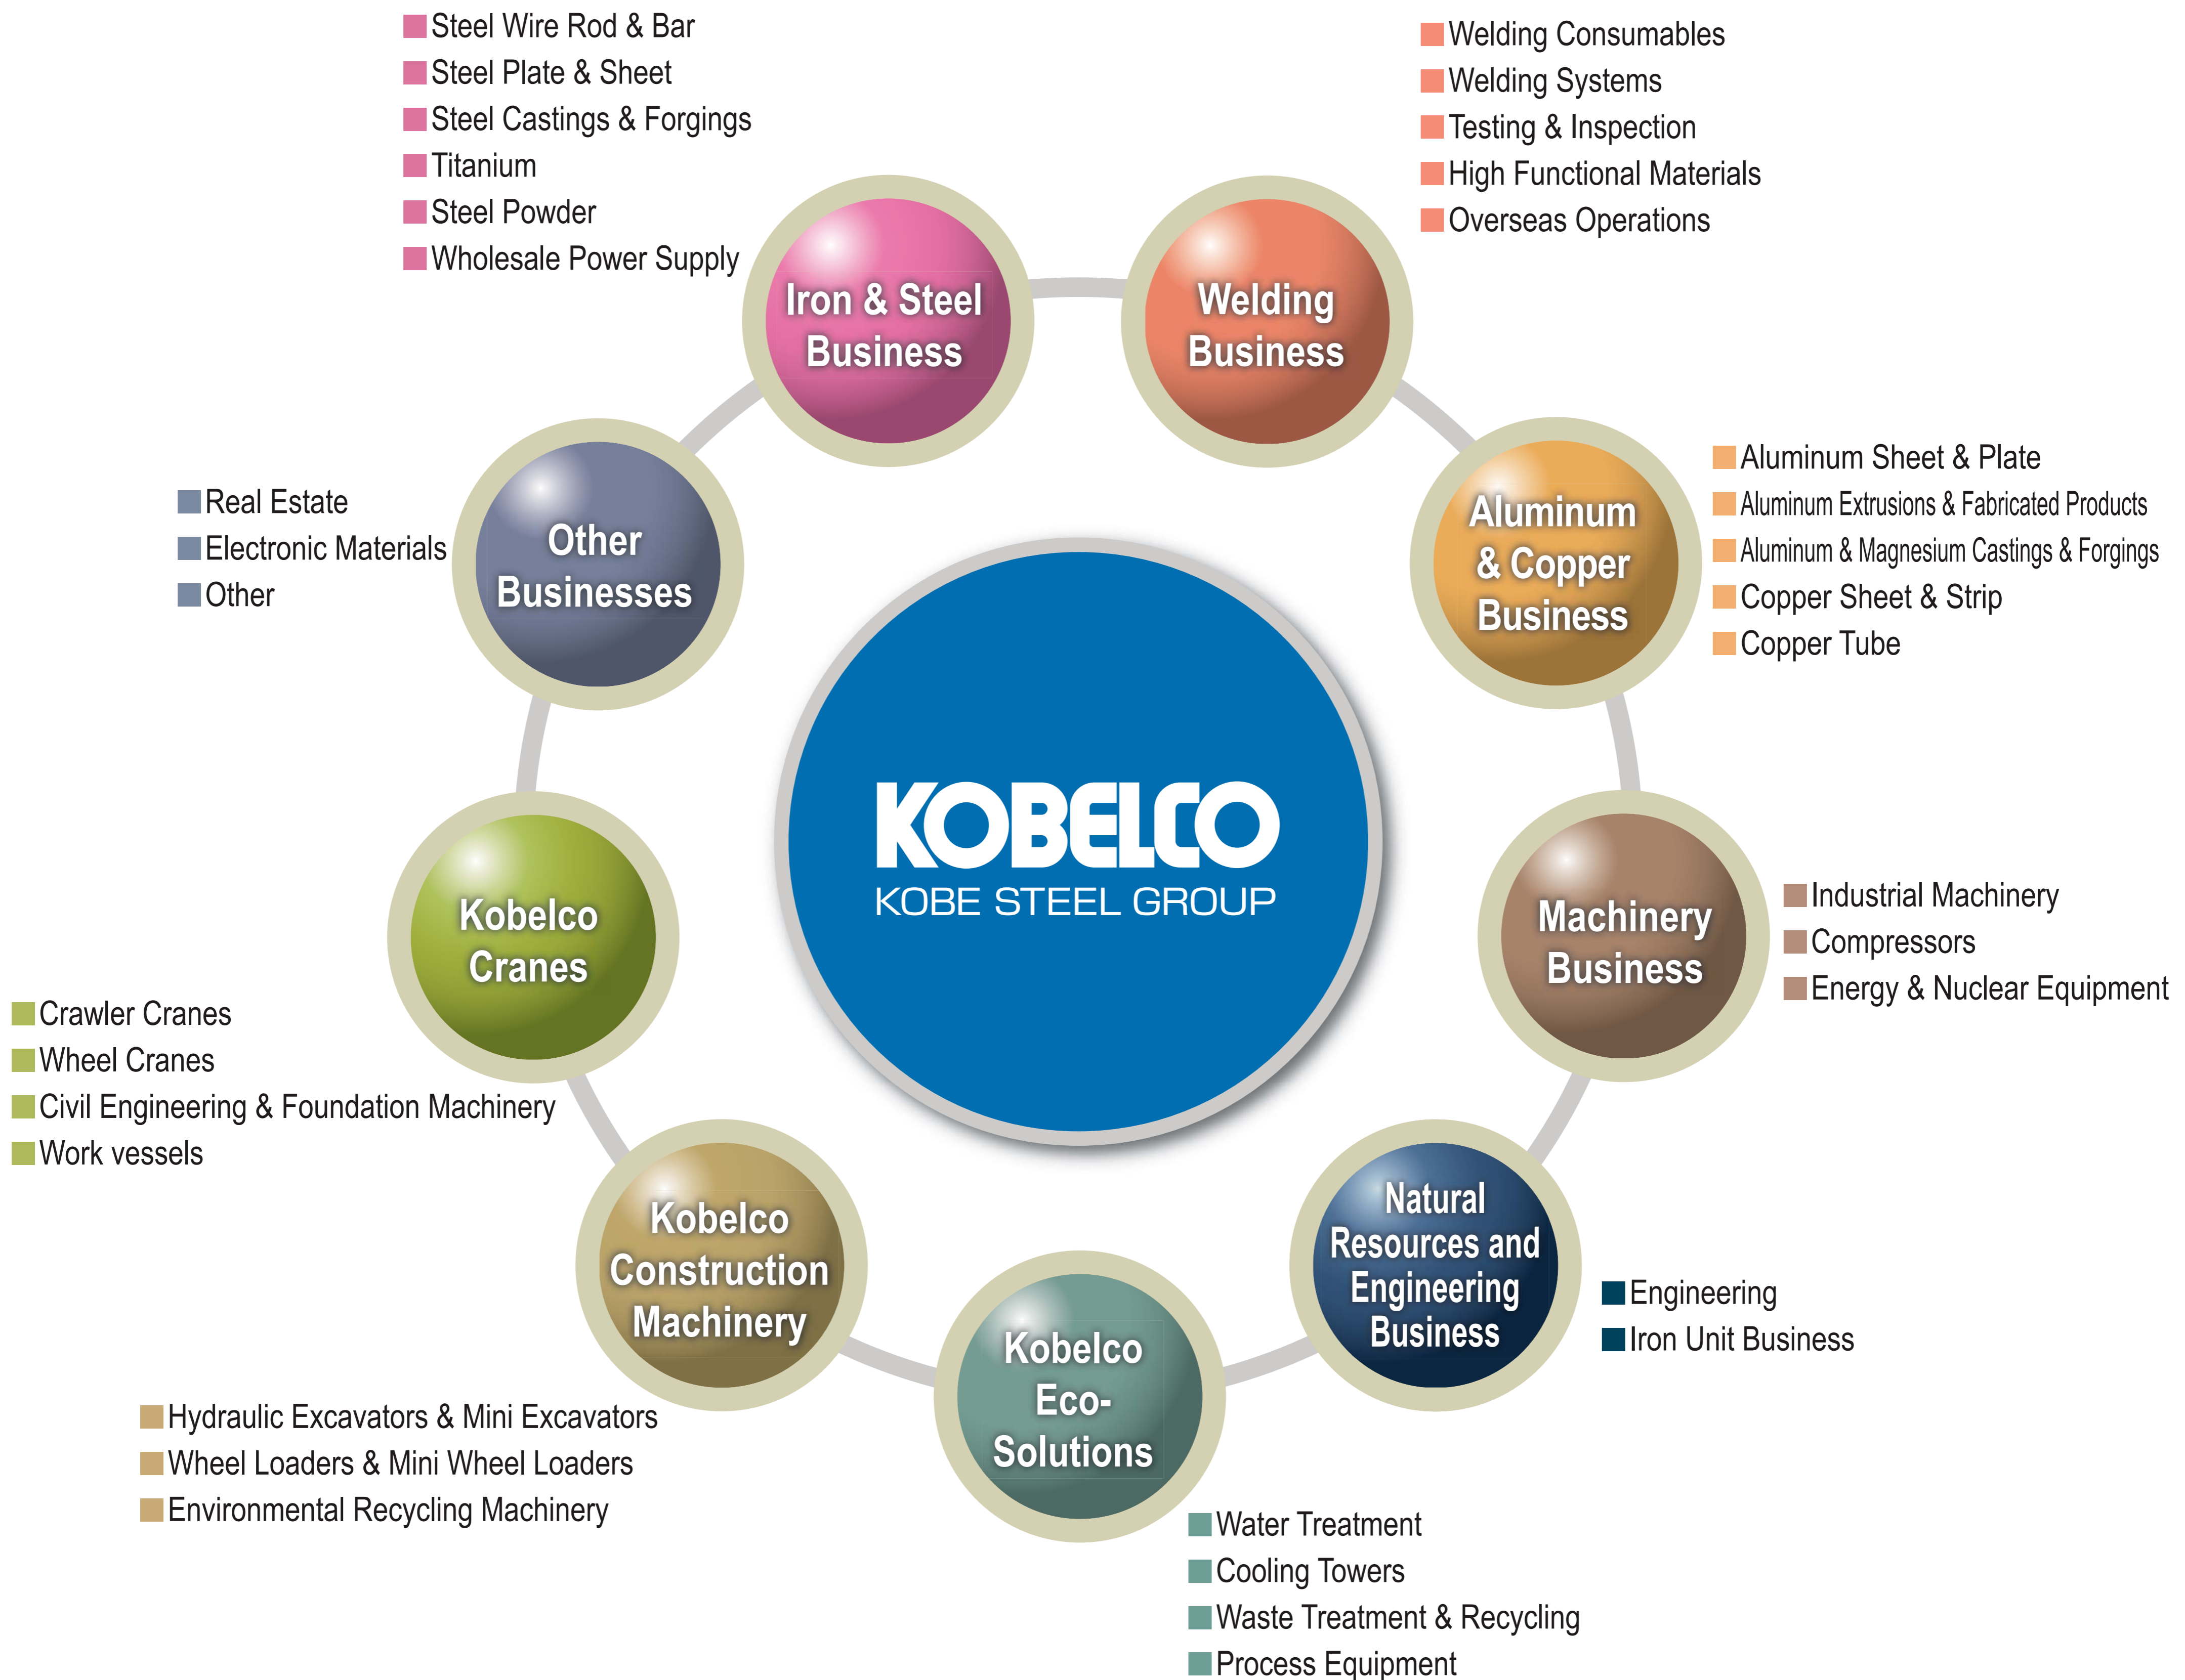 Steel Wire Rod & Bar
Steel Plate & Sheet
Steel Castings & Forgings
Titanium
Steel Powder
Wholesale Power Supply
Iron & Steel
Business
Welding Consumables
Welding Systems
Testing & Inspection
High Functional Materials
Overseas Operations
Welding
Business
Aluminum Sheet & Plate
Aluminum Extrusions & Fabricated Products
Aluminum & Magnesium Castings & Forgings
Copper Sheet & Strip
Copper Tube
Aluminum
& Copper
Business
Real Estate
Electronic Materials
Other
Other
Businesses
KOBELCO
KOBE STEEL GROUP
Machinery
Business
Industrial Machinery
Compressors
Energy & Nuclear Equipment
Kobelco
Cranes
Crawler Cranes
Wheel Cranes
Civil Engineering & Foundation Machinery
Work vessels
Natural
Resources and
Engineering
Business
Engineering
Iron Unit Business
Kobelco
Construction
Machinery
Hydraulic Excavators & Mini Excavators
Wheel Loaders & Mini Wheel Loaders
Environmental Recycling Machinery
Kobelco
Eco-
Solutions
Water Treatment
Cooling Towers
Waste Treatment & Recycling
Process Equipment